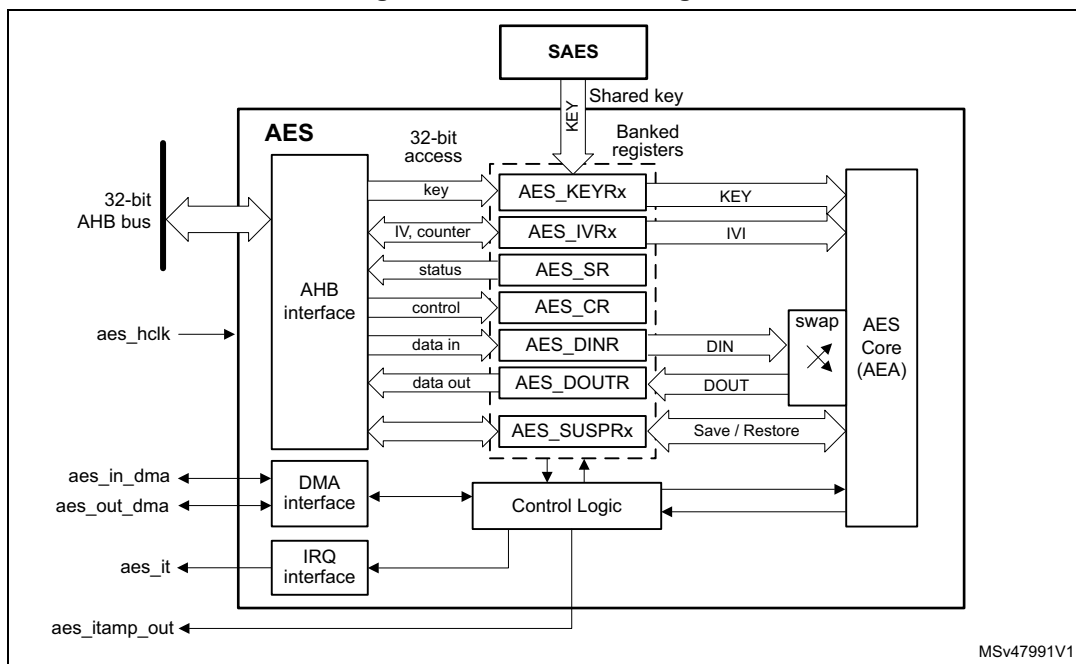 SAES
KEY
Shared key
AES
32-bit
access
Banked
registers
32-bit
AHB bus
key
AES_KEYRx
KEY
IV, counter
AES_IVRx
IVI
status
AES_SR
AHB
interface
control
AES_CR
swap
AES
Core
(AEA)
aes_hclk
data in
AES_DINR
DIN
data out
AES_DOUTR
DOUT
AES_SUSPRx
Save / Restore
aes_in_dma
aes_out_dma
DMA
interface
Control Logic
aes_it
IRQ
interface
aes_itamp_out
MSv47991V1